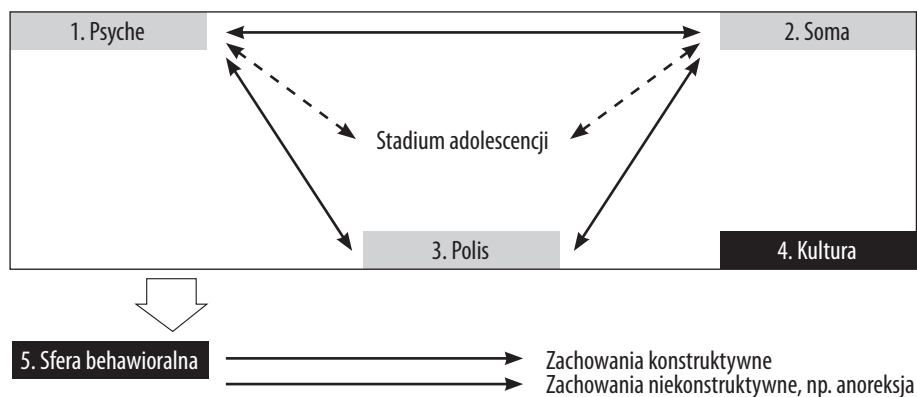 1. Psyche
2. Soma
Stadium adolescencji
3. Polis
4. Kultura
5. Sfera behawioralna
Zachowania konstruktywne
Zachowania niekonstruktywne, np. anoreksja